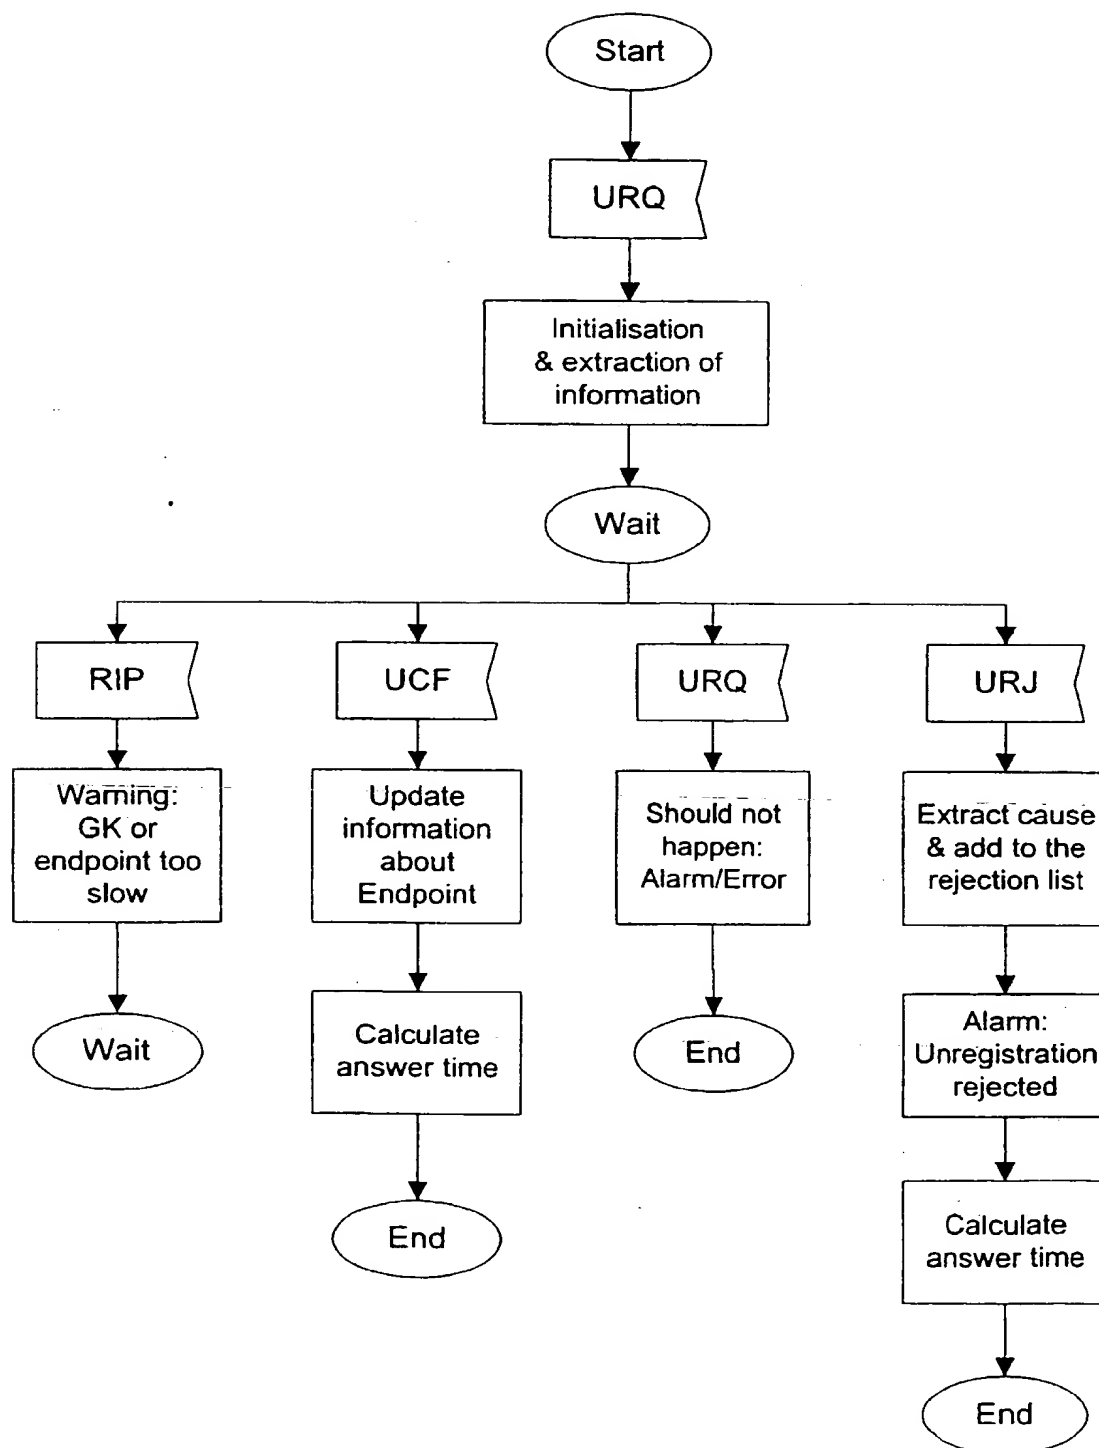 Start
URQ
Initialisation
& extraction of
information
Wait
RIP
UCF
URQ
URJ
Warning:
GK or
endpoint too
slow
Update
information
about
Endpoint
Should not
happen:
Alarm/Error
Extract cause
& add to the
rejection list
Wait
Calculate
answer time
End
Alarm:
Unregistration
rejected
End
Calculate
answer time
End